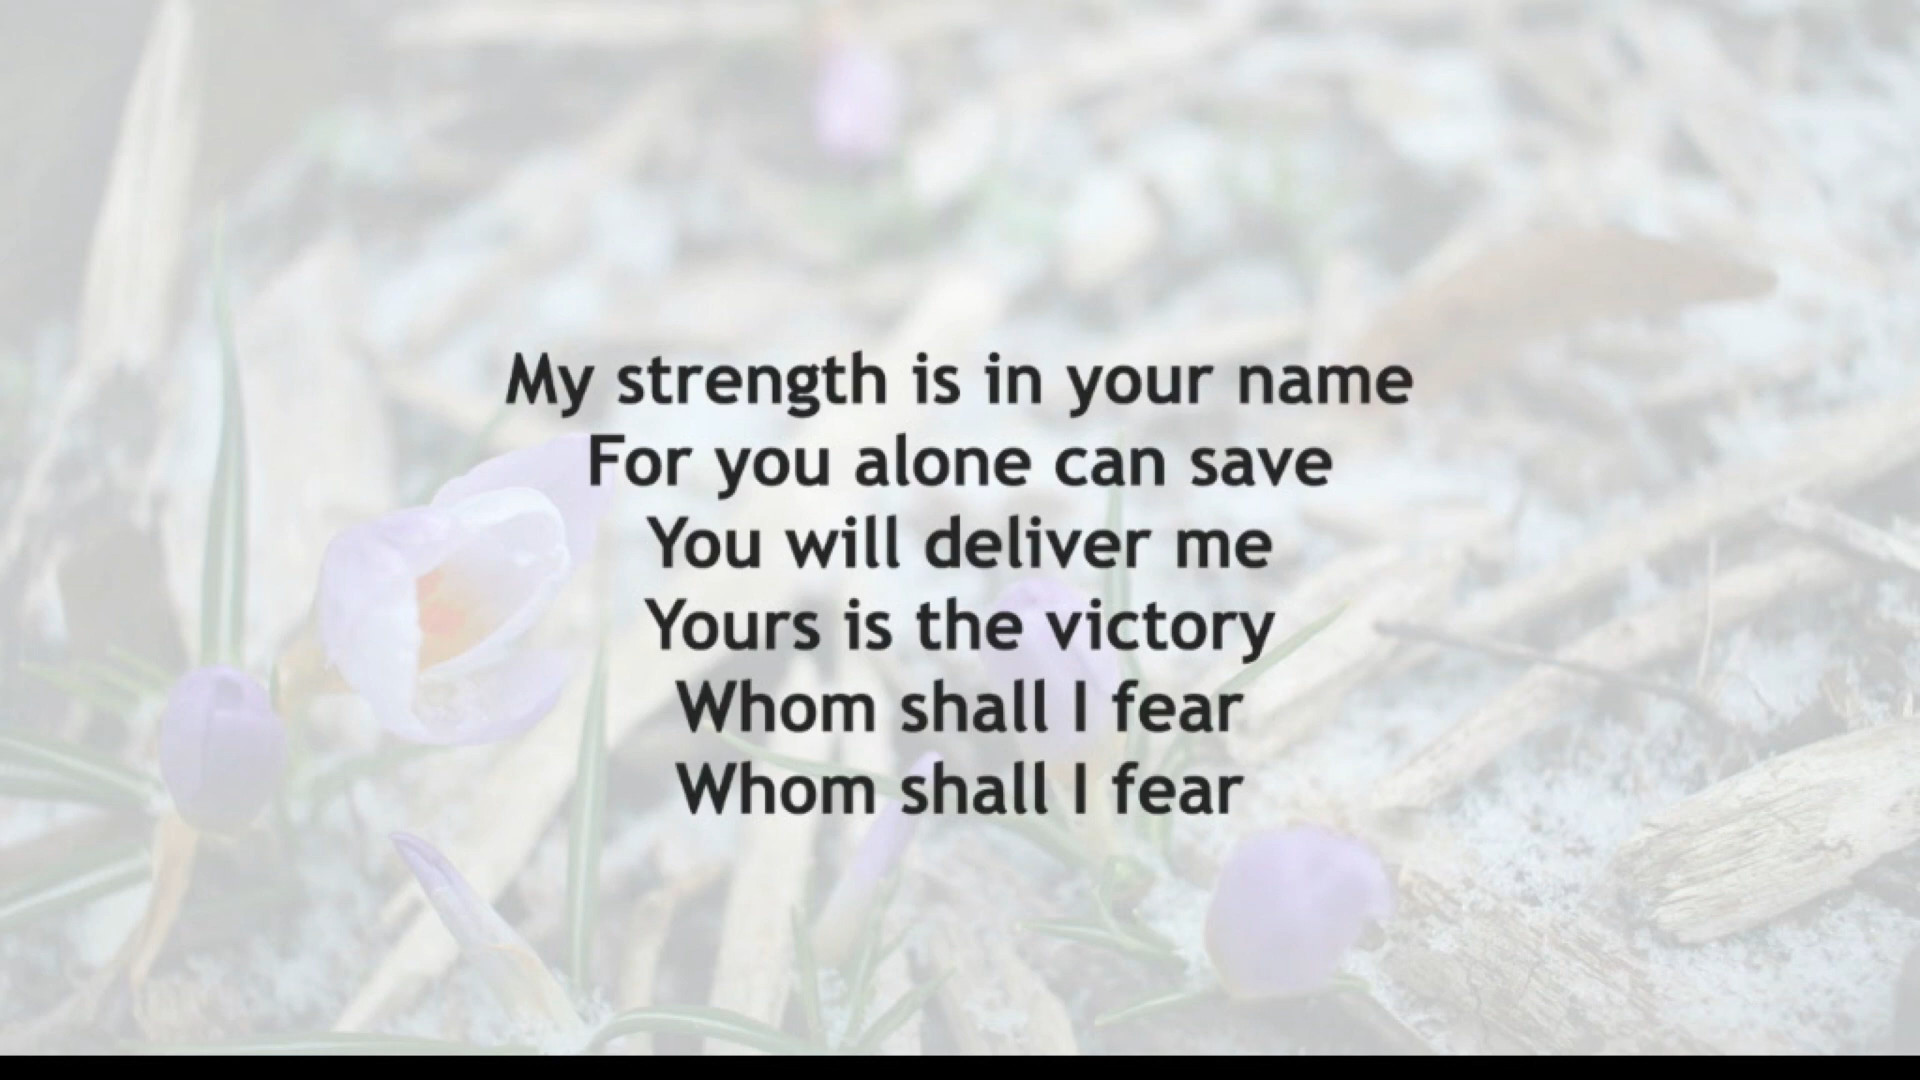 My strength is in your name
For you alone can save
You will deliver me
Yours is the victory
Whom shall I fear
Whom shall I fear